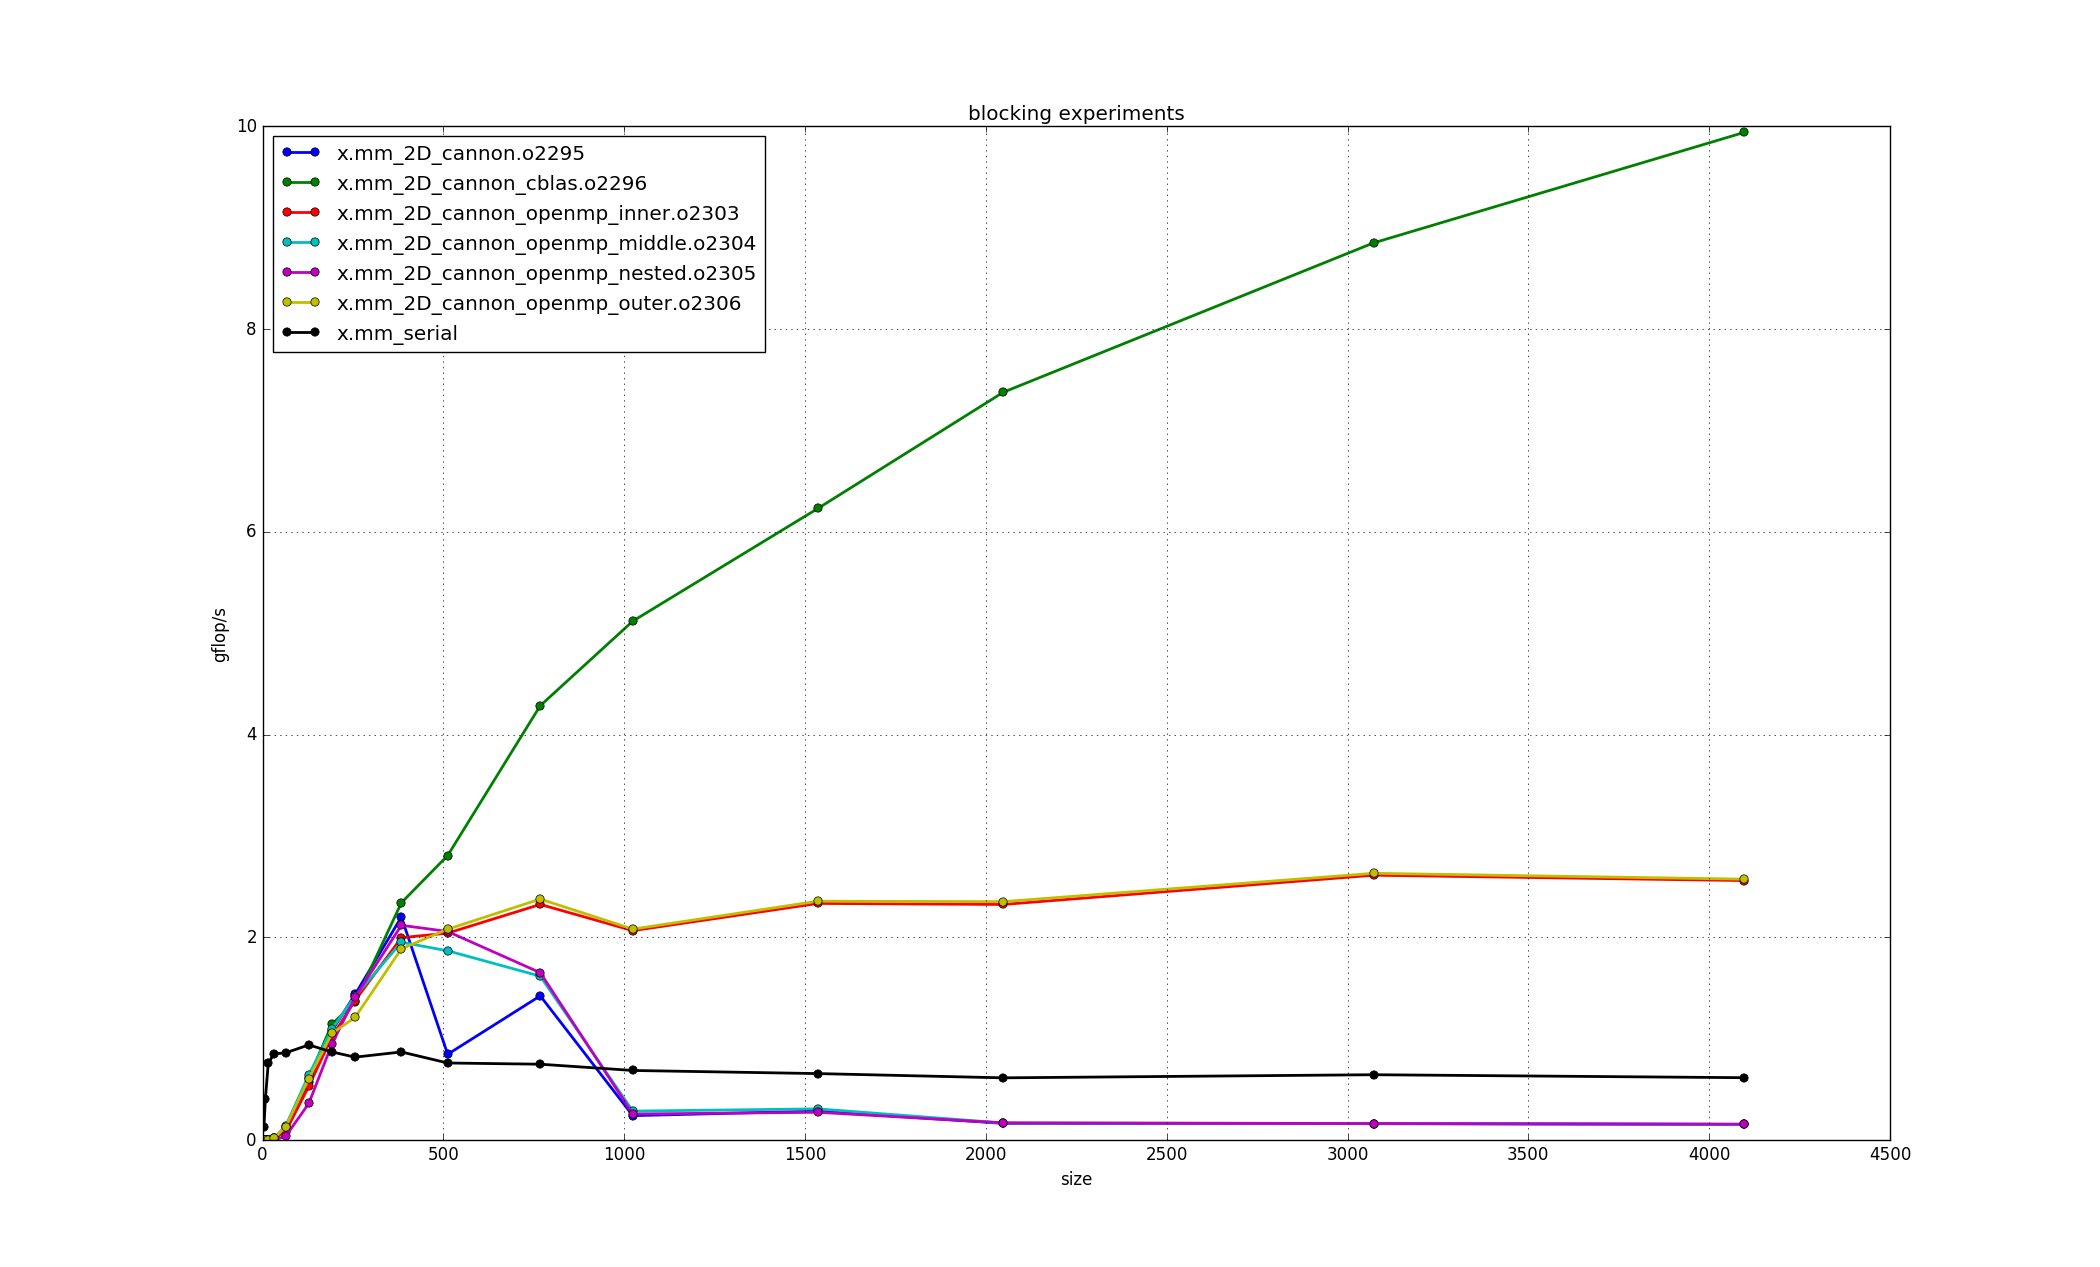 blocking experiments
10
8
6
4
2
0
gflop/s
x.mm_2D_cannon.o2295
x.mm_2D_cannon_cblas.o2296
x.mm_2D_cannon_openmp_inner.o2303
x.mm_2D_cannon_openmp_middle.o2304
x.mm_2D_cannon_openmp_nested.o2305
x.mm_2D_cannon_openmp_outer.o2306
x.mm_serial
0 500 1000 1500 2000 2500 3000 3500 4000 4500
size